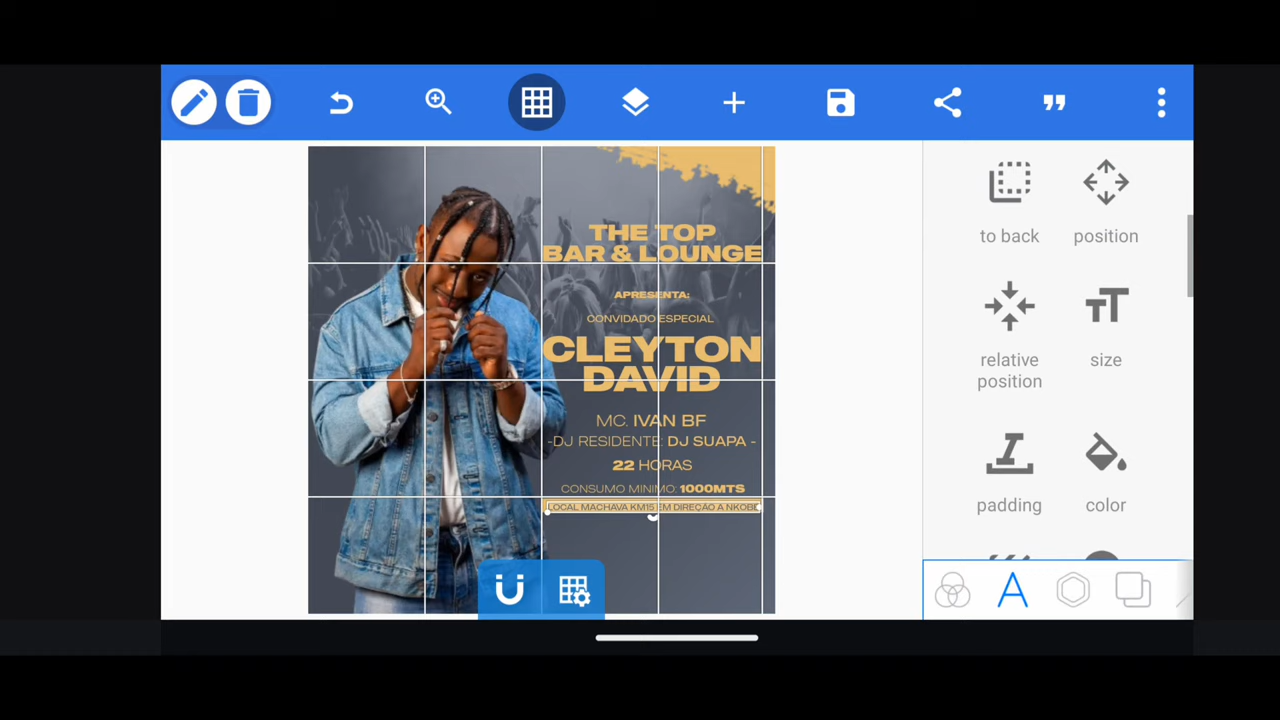 THE TOP
BAR & LOUNGE
APRESENTA:
CONVIDADO ESPECIAL
CLEYTON
DAVID
MC. IVAN BF
-DJ RESIDENTE: DJ SUAPA -
22 HORAS
CONSUMO MINIMO: 1000MTS
LOCAL MACHAVA KM15 EM DIREÇÃO A NKOBE
to back
position
relative
position
size
padding
color